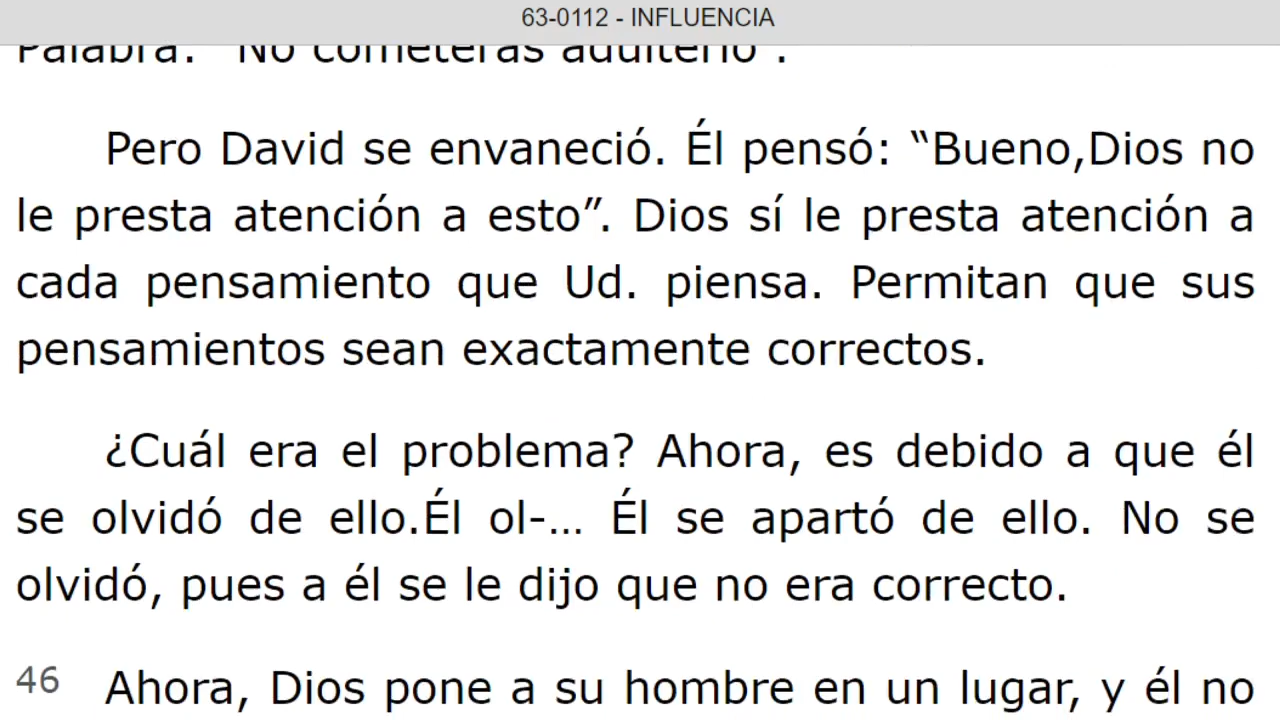 63-0112 - INFLUENCIA
Palabra: "No cometerás adulterio".
Pero David se envaneció. Él pensó: “Bueno,Dios no
le presta atención a esto”. Dios sí le presta atención a
cada pensamiento que Ud. piensa. Permitan que sus
pensamientos sean exactamente correctos.
¿Cuál era el problema? Ahora, es debido a que él
se olvidó de ello.Él ol-... Él se apartó de ello. No se
olvidó, pues a él se le dijo que no era correcto.
46 Ahora, Dios pone a su hombre en un lugar, y él no